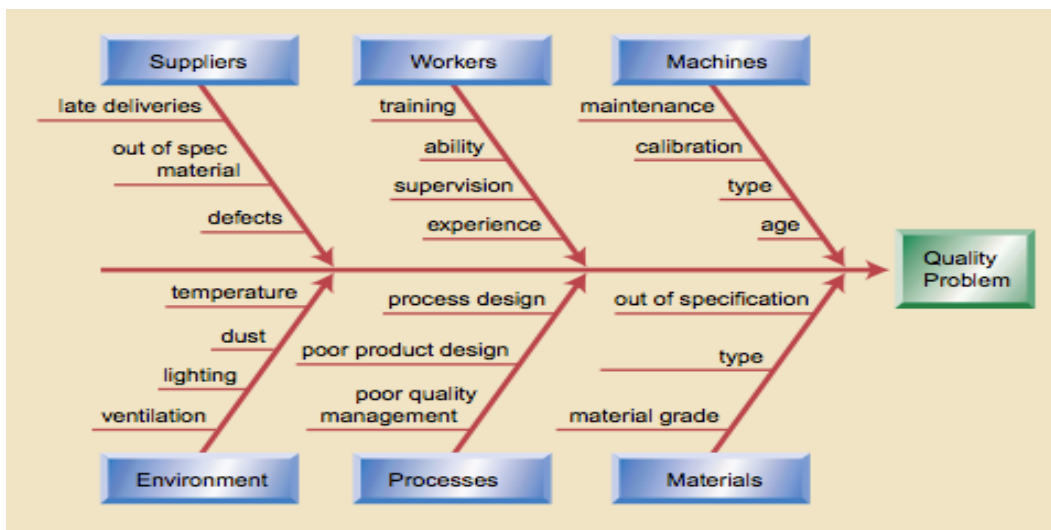 Suppliers
Workers
Machines
late deliveries
training
maintenance
out of spec
material
ability
calibration
supervision
type
defects
experience
age
Quality
Problem
temperature
process design
out of specification
dust
poor product design
type
lighting
poor quality
management
ventilation
material grade
Environment
Processes
Materials